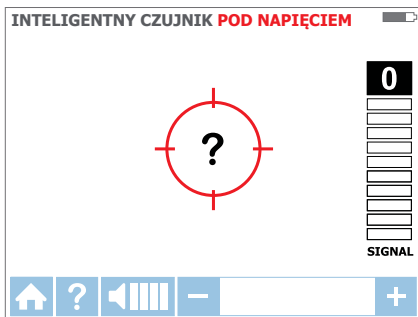 INTELIGENTNY CZUJNIK POD NAPIĘCIEM
0
?
SIGNAL
? − +